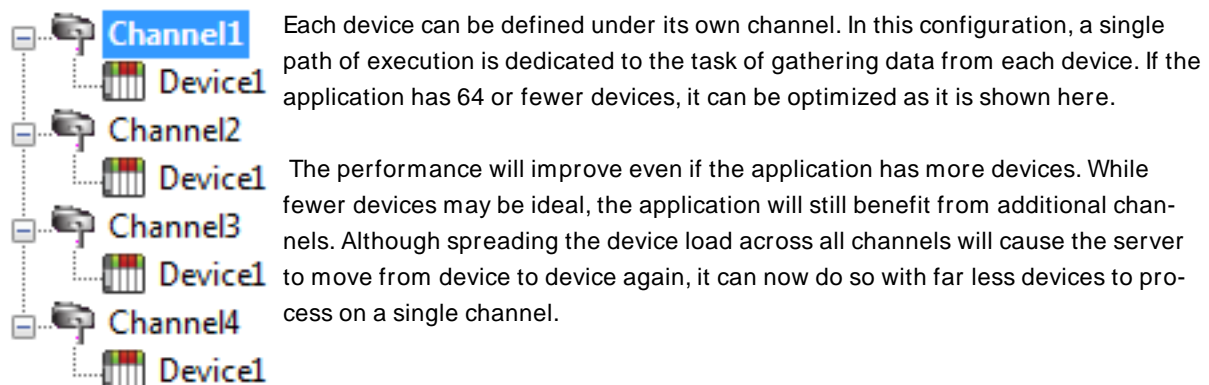 Channel1
Device1
Channel2
Device1
Channel3
Device1
Channel4
Device1
Each device can be defined under its own channel. In this configuration, a single
path of execution is dedicated to the task of gathering data from each device. If the
application has 64 or fewer devices, it can be optimized as it is shown here.
The performance will improve even if the application has more devices. While
fewer devices may be ideal, the application will still benefit from additional chan-
nels. Although spreading the device load across all channels will cause the server
to move from device to device again, it can now do so with far less devices to pro-
cess on a single channel.